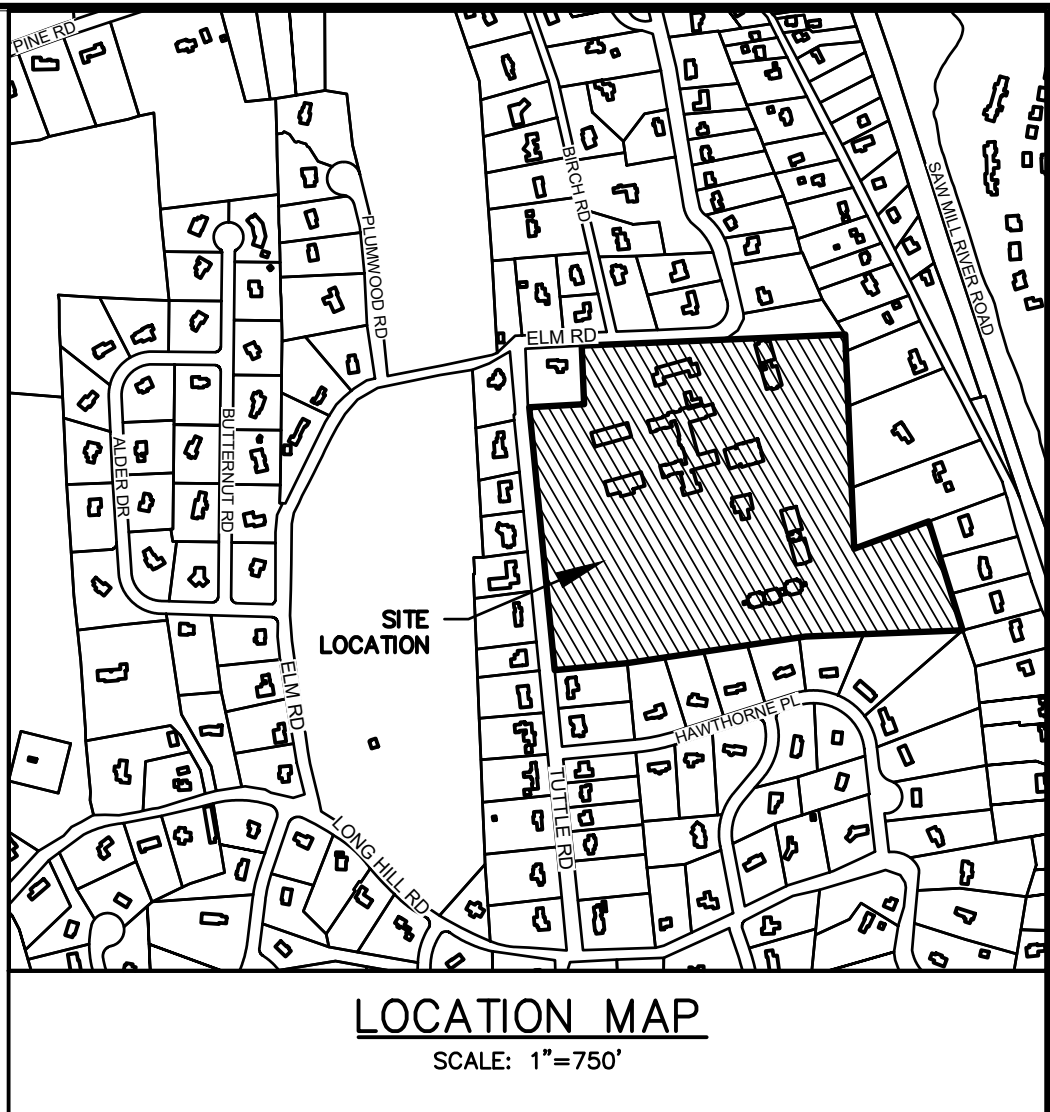 PINE RD
BIRCH RD
SAW MILL RIVER ROAD
PLUMWOOD RD
ELM RD
BUTTERNUT RD
ALDER DR
SITE
LOCATION
ELM RD
HAWTHORNE PL
TUTTLE RD
LONG HILL RD
LOCATION MAP
SCALE: 1"=750'